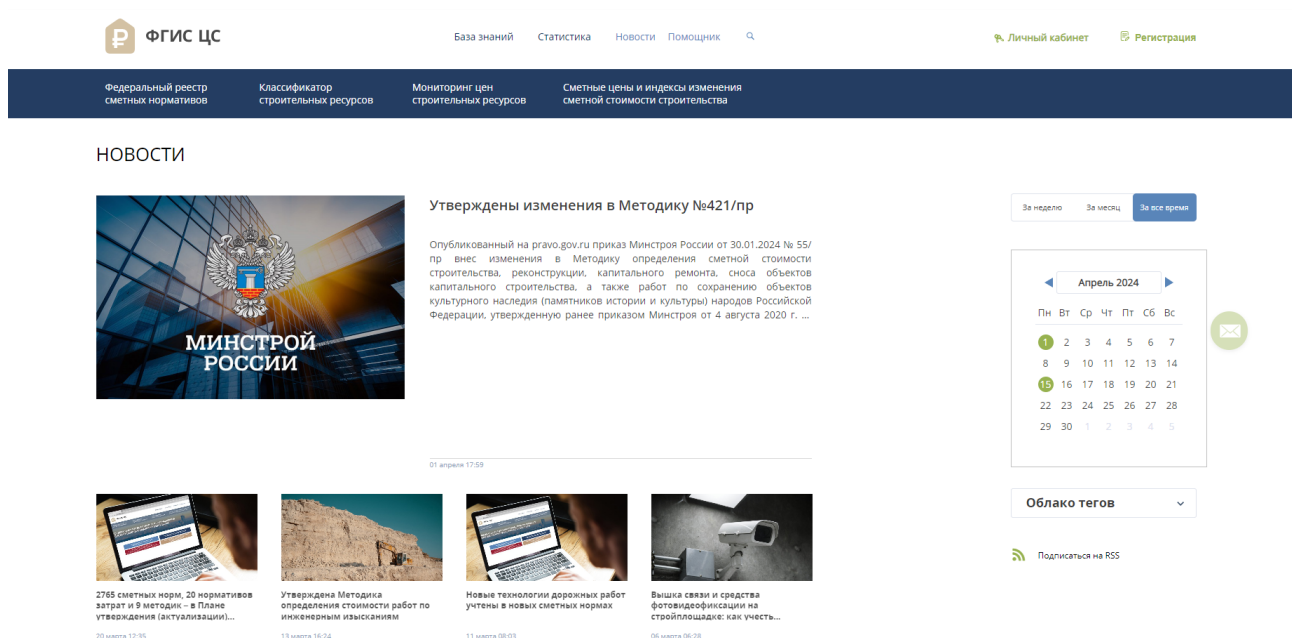 ФГИС ЦС
База знаний Статистика Новости Помощник
Личный кабинет Регистрация
Федеральный реестр
сметных нормативов
Классификатор
строительных ресурсов
Мониторинг цен
строительных ресурсов
Сметные цены и индексы изменения
сметной стоимости строительства
НОВОСТИ
МИНСТРОЙ
РОССИИ
Утверждены изменения в Методику №421/пр
Опубликованный на pravo.gov.ru приказ Минстроя России от 30.01.2024 № 55/
пр внес изменения в Методику определения сметной стоимости
строительства, реконструкции, капитального ремонта, сноса объектов
капитального строительства, а также работ по сохранению объектов
культурного наследия (памятников истории и культуры) народов Российской
Федерации, утвержденную ранее приказом Минстроя от 4 августа 2020 г. ...
01 апреля 17:59
За неделю За месяц За все время
Апрель 2024
Пн Вт Ср Чт Пт Сб Вс
1 2 3 4 5 6 7
8 9 10 11 12 13 14
15 16 17 18 19 20 21
22 23 24 25 26 27 28
29 30 1 2 3 4 5
Облако тегов
Подписаться на RSS
2765 сметных норм, 20 нормативов
затрат и 9 методик – в Плане
утверждения (актуализации)...
20 марта 12:35
Утверждена Методика
определения стоимости работ по
инженерным изысканиям
13 марта 16:24
Новые технологии дорожных работ
учтены в новых сметных нормах
11 марта 08:03
Вышка связи и средства
фотовидеофиксации на
стройплощадке: как учесть...
06 марта 06:28